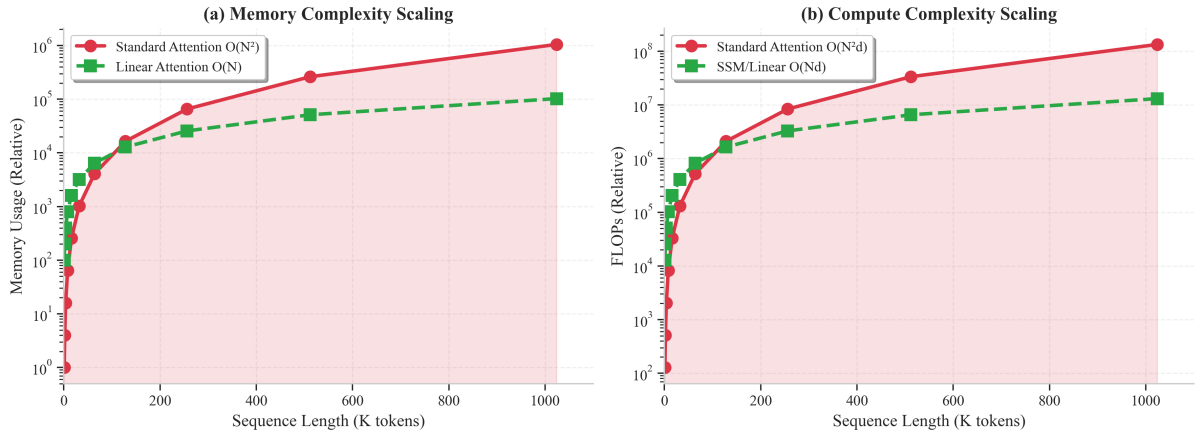 (a) Memory Complexity Scaling
Standard Attention O(N²)
Linear Attention O(N)
Memory Usage (Relative)
10⁶
10⁵
10⁴
10³
10²
10¹
10⁰
0
200
400
600
800
1000
Sequence Length (K tokens)
(b) Compute Complexity Scaling
Standard Attention O(N²d)
SSM/Linear O(Nd)
FLOPs (Relative)
10⁸
10⁷
10⁶
10⁵
10⁴
10³
10²
0
200
400
600
800
1000
Sequence Length (K tokens)